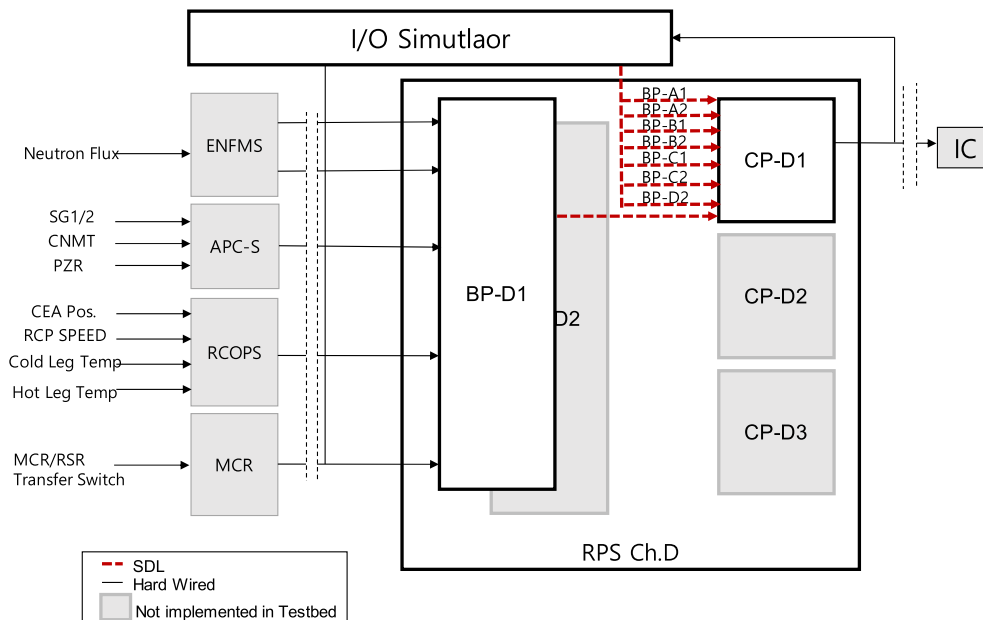 I/O Simutlaor
BP-A1
BP-A2
BP-B1
BP-B2
BP-C1
BP-C2
BP-D2
CP-D1
IC
Neutron Flux
ENFMS
SG1/2
CNMT
PZR
APC-S
BP-D1
D2
CP-D2
CEA Pos.
RCP SPEED
Cold Leg Temp
Hot Leg Temp
RCOPS
CP-D3
MCR/RSR
Transfer Switch
MCR
RPS Ch.D
SDL
Hard Wired
Not implemented in Testbed